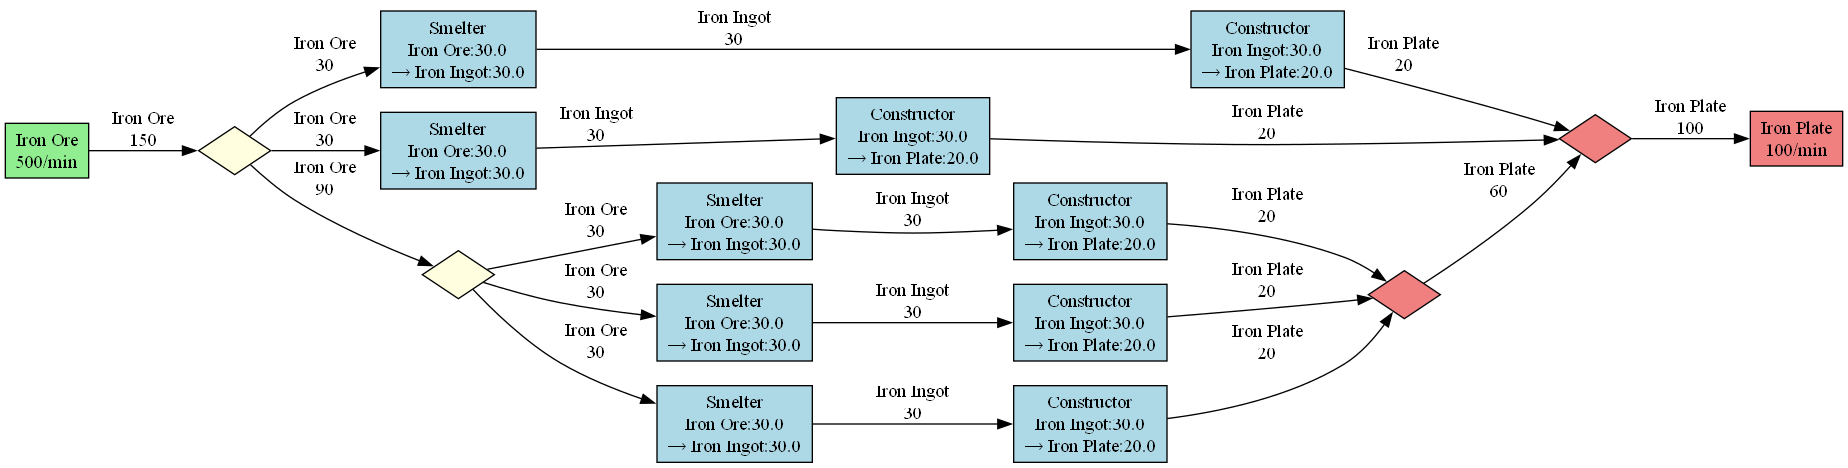 Iron Ore
500/min
Iron Ore
150
Iron Ore
30
Iron Ore
30
Iron Ore
90
Smelter
Iron Ore:30.0
→ Iron Ingot:30.0
Iron Ingot
30
Constructor
Iron Ingot:30.0
→ Iron Plate:20.0
Iron Plate
20
Smelter
Iron Ore:30.0
→ Iron Ingot:30.0
Iron Ingot
30
Constructor
Iron Ingot:30.0
→ Iron Plate:20.0
Iron Plate
20
Iron Ore
30
Smelter
Iron Ore:30.0
→ Iron Ingot:30.0
Iron Ingot
30
Constructor
Iron Ingot:30.0
→ Iron Plate:20.0
Iron Plate
20
Iron Ore
30
Smelter
Iron Ore:30.0
→ Iron Ingot:30.0
Iron Ingot
30
Constructor
Iron Ingot:30.0
→ Iron Plate:20.0
Iron Plate
20
Iron Ore
30
Smelter
Iron Ore:30.0
→ Iron Ingot:30.0
Iron Ingot
30
Constructor
Iron Ingot:30.0
→ Iron Plate:20.0
Iron Plate
20
Iron Plate
60
Iron Plate
100
Iron Plate
100/min